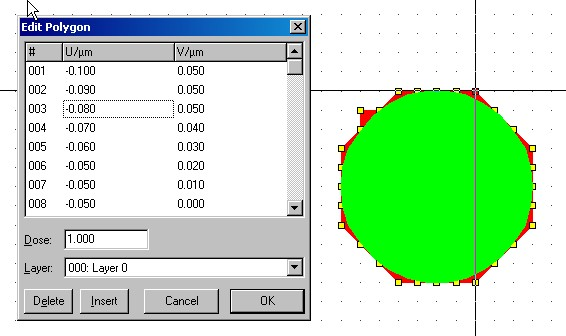 Edit Polygon
# U/µm V/µm
001 -0.100 0.050
002 -0.090 0.050
003 -0.080 0.050
004 -0.070 0.040
005 -0.060 0.030
006 -0.050 0.020
007 -0.050 0.010
008 -0.050 0.000
Dose: 1.000
Layer: 000: Layer 0
Delete Insert Cancel OK